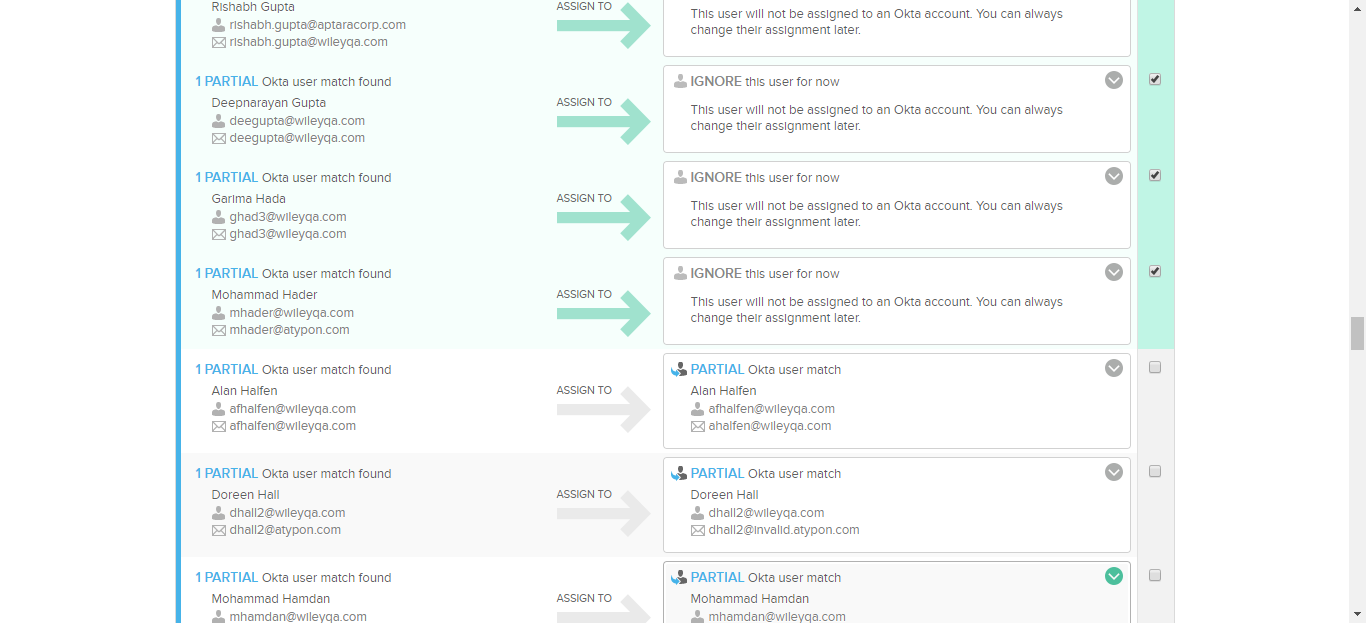 Rishabh Gupta
rishabh.gupta@aptaracorp.com
rishabh.gupta@wileyqa.com
ASSIGN TO
This user will not be assigned to an Okta account. You can always
change their assignment later.
1 PARTIAL Okta user match found
Deepnarayan Gupta
deegupta@wileyqa.com
deegupta@wileyqa.com
ASSIGN TO
IGNORE this user for now
This user will not be assigned to an Okta account. You can always
change their assignment later.
1 PARTIAL Okta user match found
Garima Hada
ghad3@wileyqa.com
ghad3@wileyqa.com
ASSIGN TO
IGNORE this user for now
This user will not be assigned to an Okta account. You can always
change their assignment later.
1 PARTIAL Okta user match found
Mohammad Hader
mhader@wileyqa.com
mhader@atypon.com
ASSIGN TO
IGNORE this user for now
This user will not be assigned to an Okta account. You can always
change their assignment later.
1 PARTIAL Okta user match found
Alan Halfen
afhalfen@wileyqa.com
afhalfen@wileyqa.com
ASSIGN TO
PARTIAL Okta user match
Alan Halfen
afhalfen@wileyqa.com
ahalfen@wileyqa.com
1 PARTIAL Okta user match found
Doreen Hall
dhall2@wileyqa.com
dhall2@atypon.com
ASSIGN TO
PARTIAL Okta user match
Doreen Hall
dhall2@wileyqa.com
dhall2@invalid.atypon.com
1 PARTIAL Okta user match found
Mohammad Hamdan
mhamdan@wileyqa.com
ASSIGN TO
PARTIAL Okta user match
Mohammad Hamdan
mhamdan@wileyqa.com